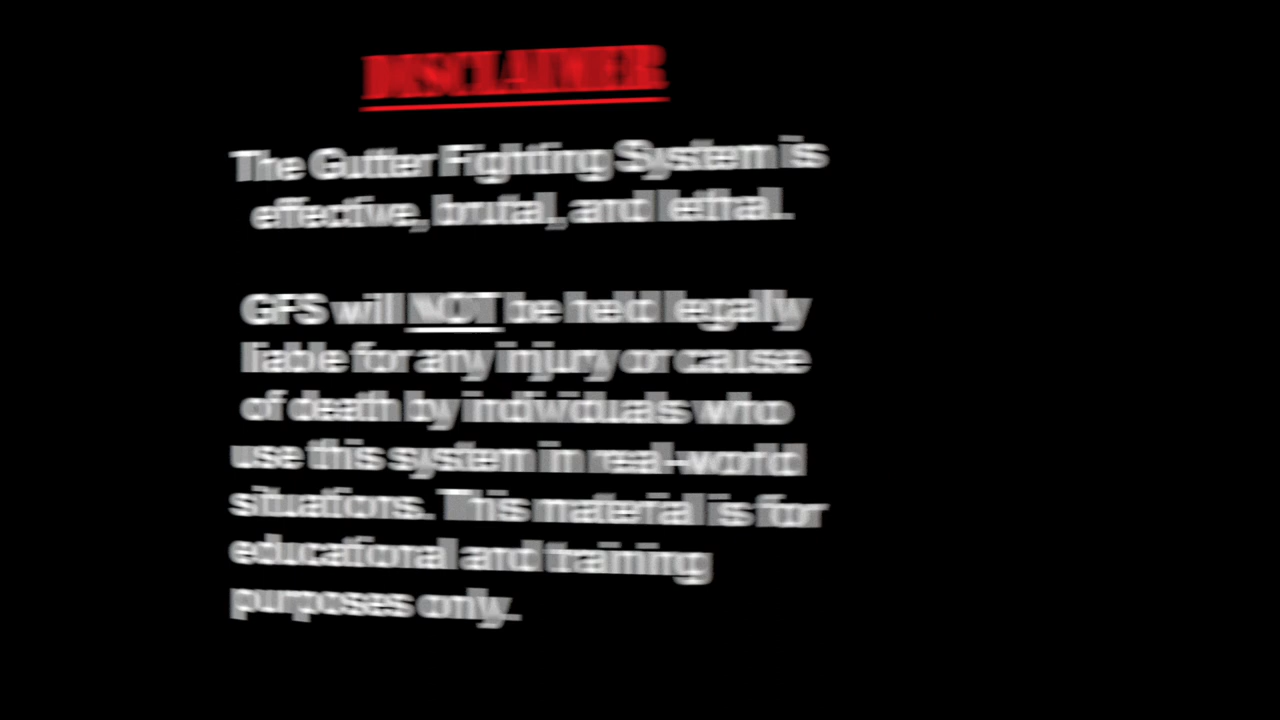 DISCLAIMER
The Gutter Fighting System is
effective, brutal, and lethal.
GFS will NOT be held legally
liable for any injury or cause
of death by individuals who
use this system in real-world
situations. This material is for
educational and training
purposes only.